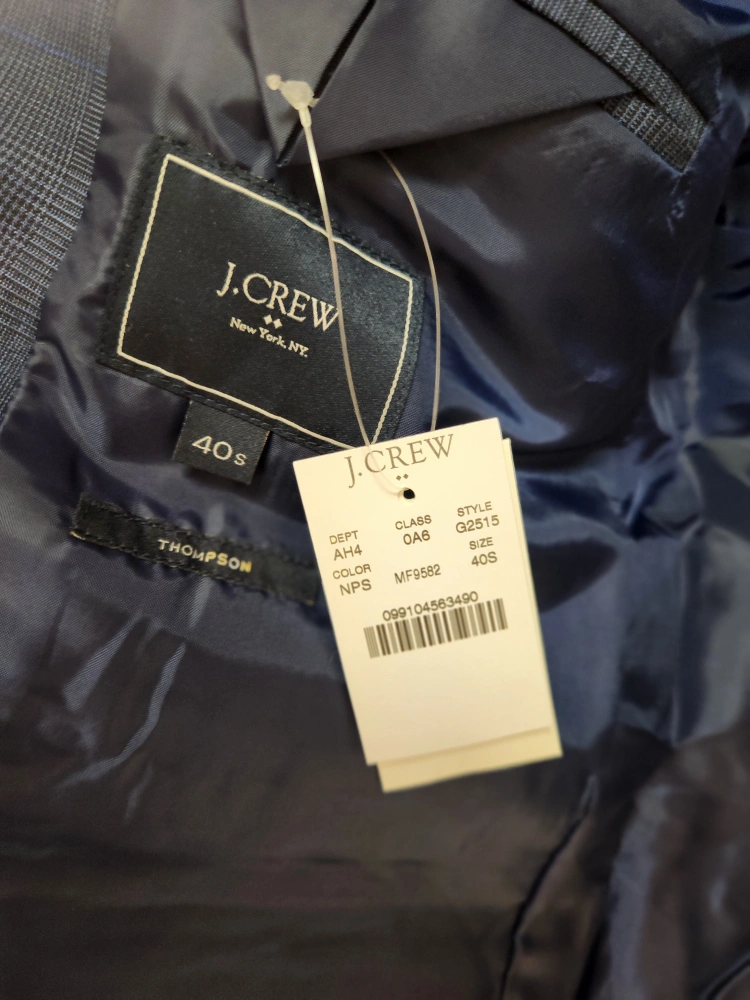 J.CREW
New York, NY.
40S
THOMPSON
J.CREW
DEPT CLASS STYLE
AH4 0A6 G2515
COLOR SIZE
NPS MF9582 40S
099104563490